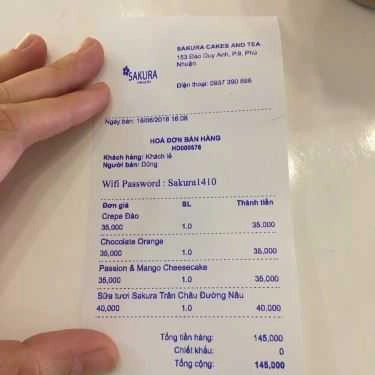 SAKURA
SAKURA CAKES AND TEA
153 Đào Duy Anh, P.9, Phú
Nhuận
Điện thoại: 0937 390 886
Ngày bán: 16/06/2018 16:08
HOÁ ĐƠN BÁN HÀNG
HD000576
Khách hàng: Khách lẻ
Người bán: Dũng
Wifi Password : Sakura1410
Đơn giá SL Thành tiền
Crepe Đào
35,000 1.0 35,000
Chocolate Orange
35,000 1.0 35,000
Passion & Mango Cheesecake
35,000 1.0 35,000
Sữa tươi Sakura Trân Châu Đường Nâu
40,000 1.0 40,000
Tổng tiền hàng: 145,000
Chiết khấu: 0
Tổng cộng: 145,000